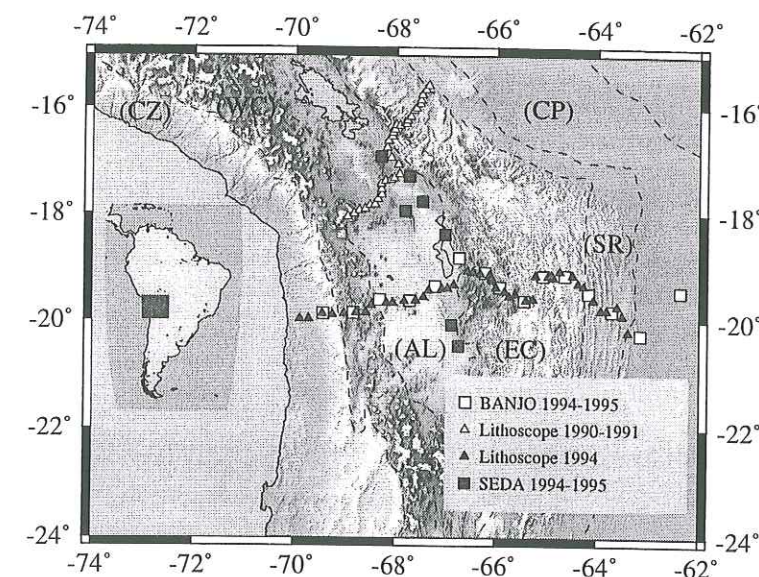 -74° -72° -70° -68° -66° -64° -62°
-16° -16°
(CZ) (WC) (CP)
-18° -18°
(SR)
-20° -20°
(AL) (EC)
BANJO 1994-1995
Lithoscope 1990-1991
-22° -22°
Lithoscope 1994
SEDA 1994-1995
-24° -24°
-74° -72° -70° -68° -66° -64° -62°